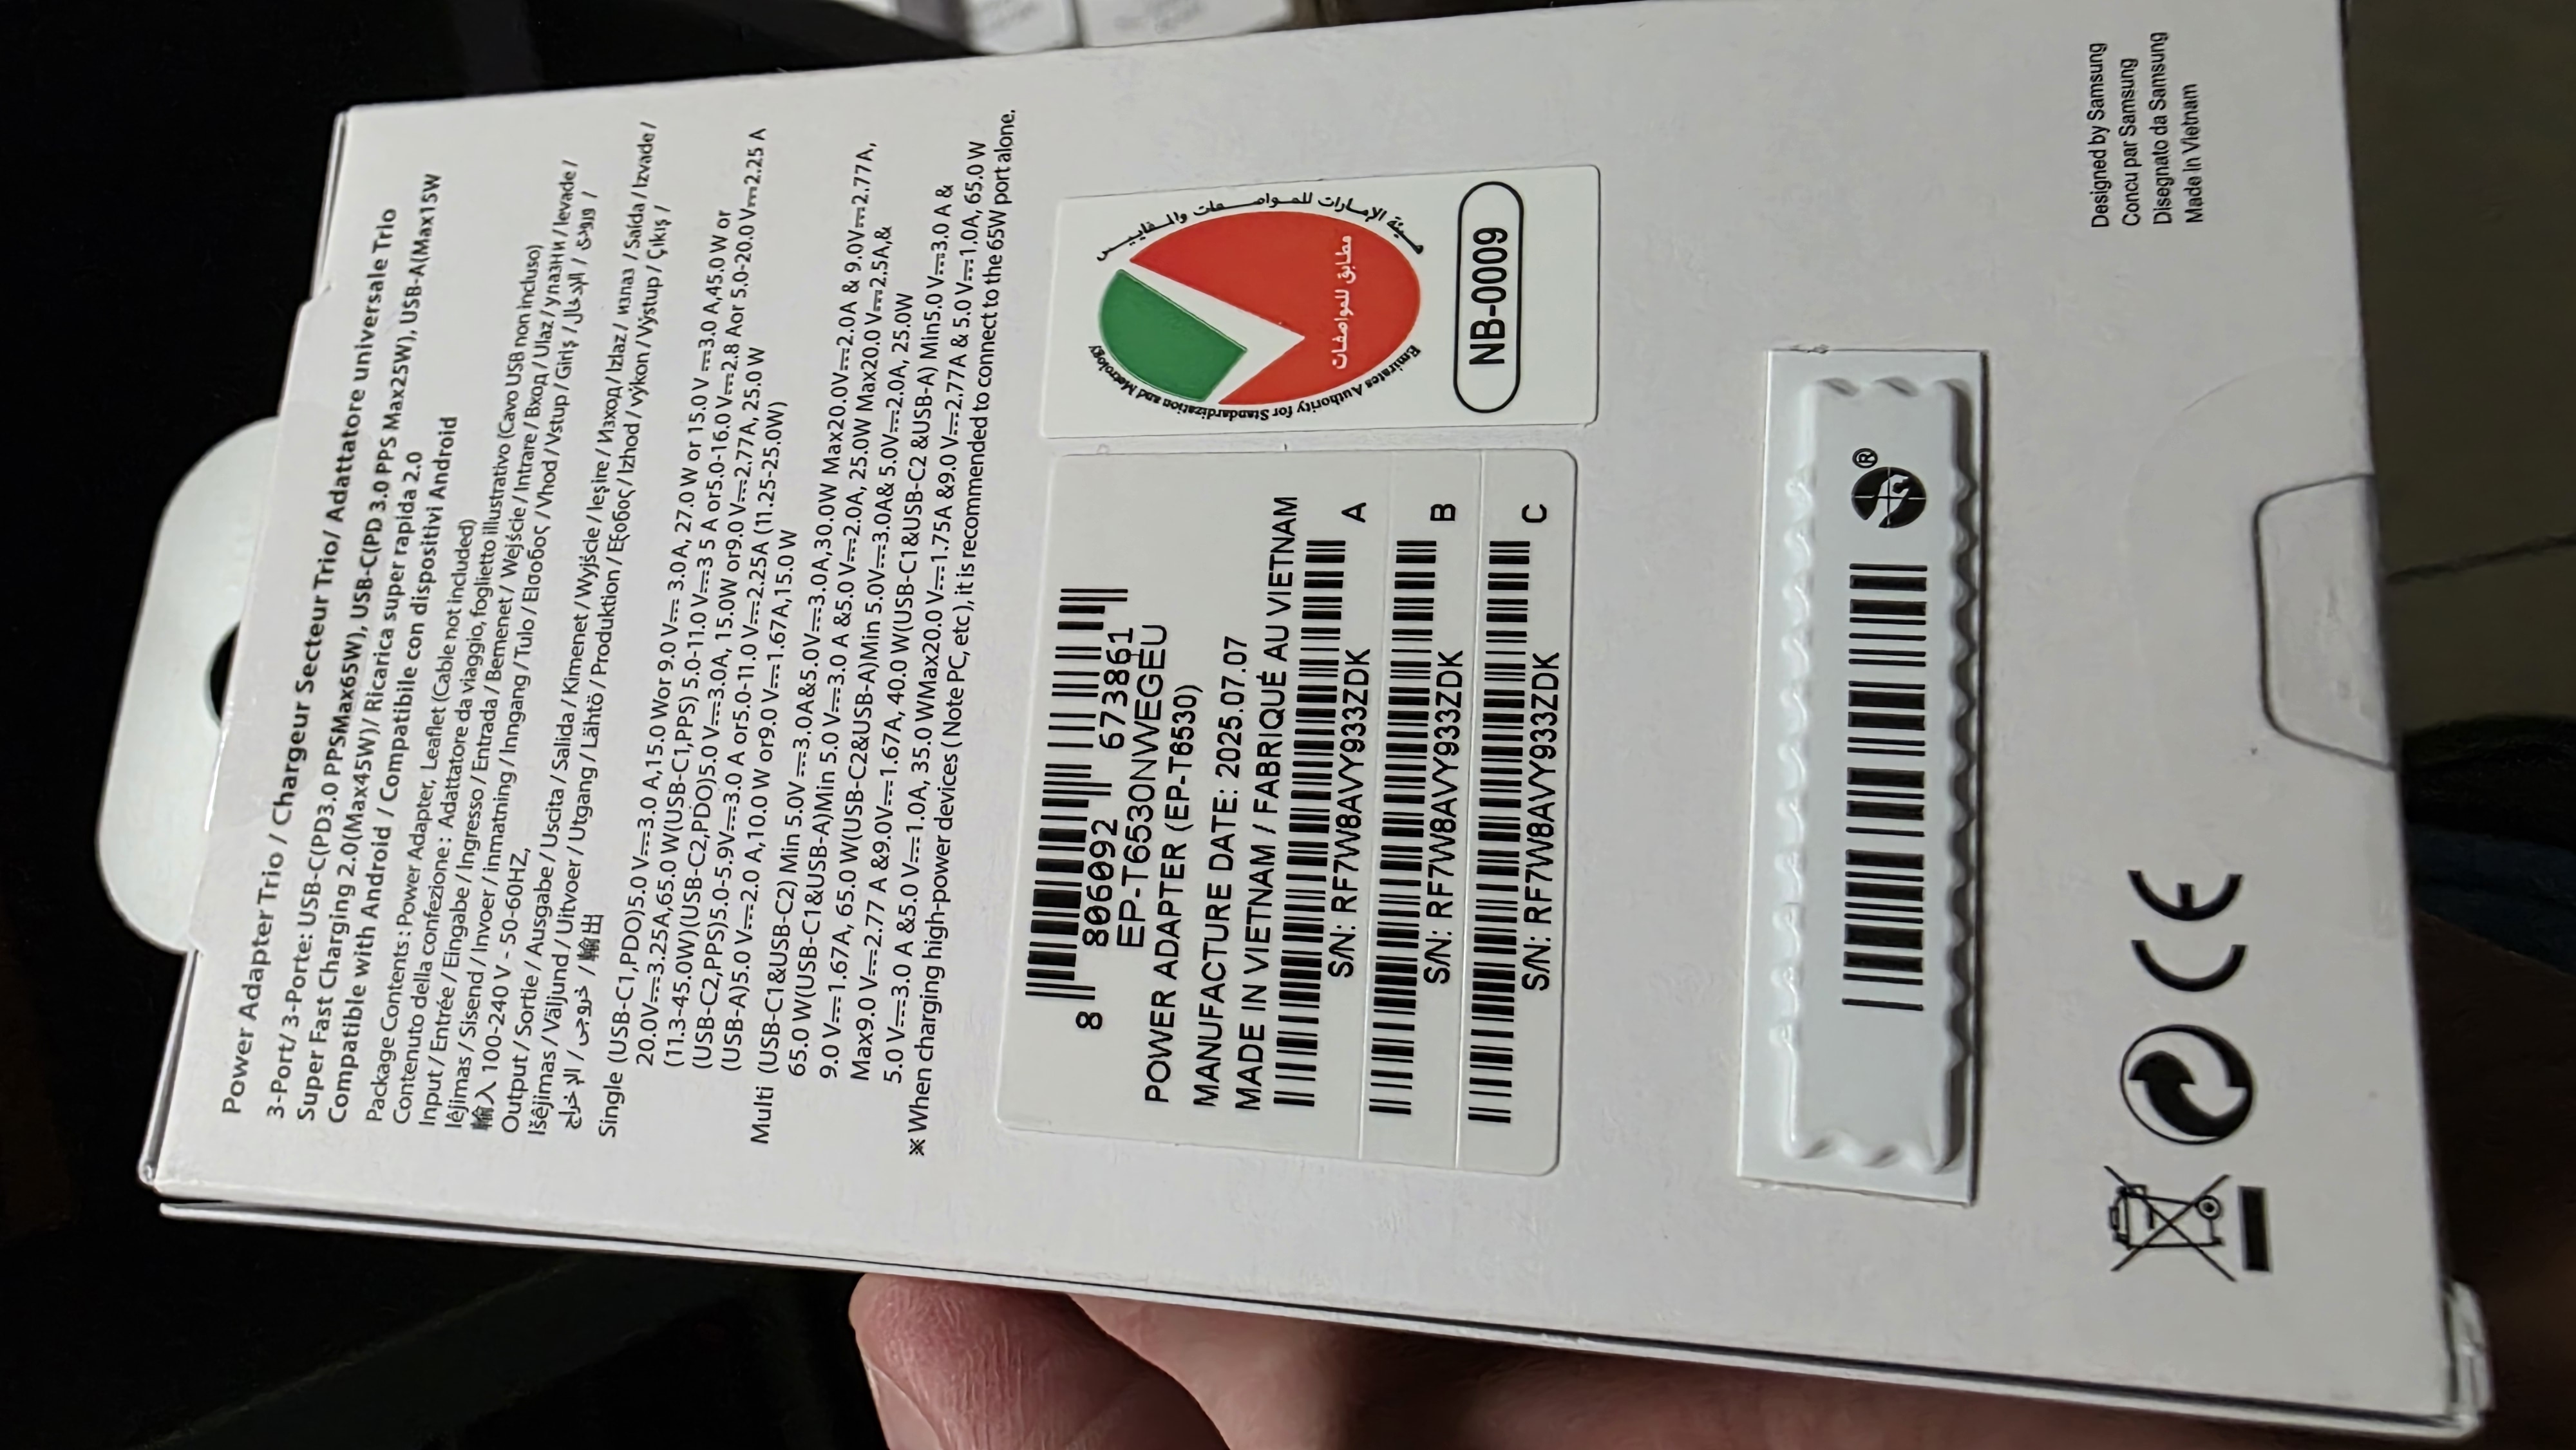 Power Adapter Trio / Chargeur Secteur Trio/ Adattatore universale Trio
3-Port/ 3-Porte: USB-C(PD3.0 PPSMax65W), USB-C(PD 3.0 PPS Max25W), USB-A(Max15W
Super Fast Charging 2.0(Max45W)/ Ricarica super rapida 2.0
Compatible with Android / Compatibile con dispositivi Android
Package Contents : Power Adapter, Leaflet (Cable not included)
Contenuto della confezione : Adattatore da viaggio, foglietto illustrativo (Cavo USB non incluso)
Input / Entrée / Eingabe / Ingresso / Entrada / Bemenet / Wejście / Intrare / Вход / Ulaz / улазни / Ievade /
Iėjimas / Sisend / Invoer / inmatning / Inngang / Tulo / Είσοδος / Vhod / Vstup / Giriş / الإدخال / ورودی /
輸入 100-240 V - 50-60HZ,
Output / Sortie / Ausgabe / Uscita / Salida / Kimenet / Wyjście / Ieşire / Изход / Izlaz / излаз / Saída / Izvade /
Išėjimas / Väljund / Uitvoer / Utgang / Lähtö / Produktion / Εξοδος / Izhod / výkon / Výstup / Çıkış /
الإخراج / خروجی / 輸出
Single (USB-C1,PDO)5.0 V⎓3.0 A,15.0 Wor 9.0 V⎓ 3.0 A, 27.0 W or 15.0 V ⎓3.0 A,45.0 W or
20.0V⎓3.25A,65.0 W(USB-C1,PPS) 5.0-11.0 V⎓3 5 A or5.0-16.0 V⎓2.8 Aor 5.0-20.0 V⎓2.25 A
(11.3-45.0W)(USB-C2,PDO)5.0 V⎓3.0A, 15.0W or9.0 V⎓2.77A, 25.0 W
(USB-C2,PPS)5.0-5.9V⎓3.0 A or5.0-11.0 V⎓2.25A (11.25-25.0W)
(USB-A)5.0 V⎓2.0 A,10.0 W or9.0 V⎓1.67A,15.0 W
Multi (USB-C1&USB-C2) Min 5.0V ⎓3.0A&5.0V⎓3.0A,30.0W Max20.0V⎓2.0A & 9.0V⎓2.77A,
65.0 W(USB-C1&USB-A)Min 5.0 V⎓3.0 A &5.0 V⎓2.0A, 25.0W Max20.0 V⎓2.5A,&
9.0 V⎓1.67A, 65.0 W(USB-C2&USB-A)Min 5.0V⎓3.0A& 5.0V⎓2.0A, 25.0W
Max9.0 V⎓2.77 A &9.0V⎓1.67A, 40.0 W(USB-C1&USB-C2 &USB-A) Min5.0 V⎓3.0 A &
5.0 V⎓3.0 A &5.0 V⎓1.0A, 35.0 WMax20.0 V⎓1.75A &9.0 V⎓2.77A & 5.0 V⎓1.0A, 65.0 W
※ When charging high-power devices ( Note PC, etc ), it is recommended to connect to the 65W port alone.
8 806092 673861
EP-T6530NWEGEU
POWER ADAPTER (EP-T6530)
MANUFACTURE DATE: 2025.07.07
MADE IN VIETNAM / FABRIQUÉ AU VIETNAM
A
S/N: RF7W8AVY933ZDK
B
S/N: RF7W8AVY933ZDK
C
S/N: RF7W8AVY933ZDK
هيئة الإمارات للمواصفات والمقاييس
مطابق للمواصفات
Emirates Authority for Standardization and Metrology
NB-0009
®
CE
Designed by Samsung
Concu par Samsung
Disegnato da Samsung
Made in Vietnam